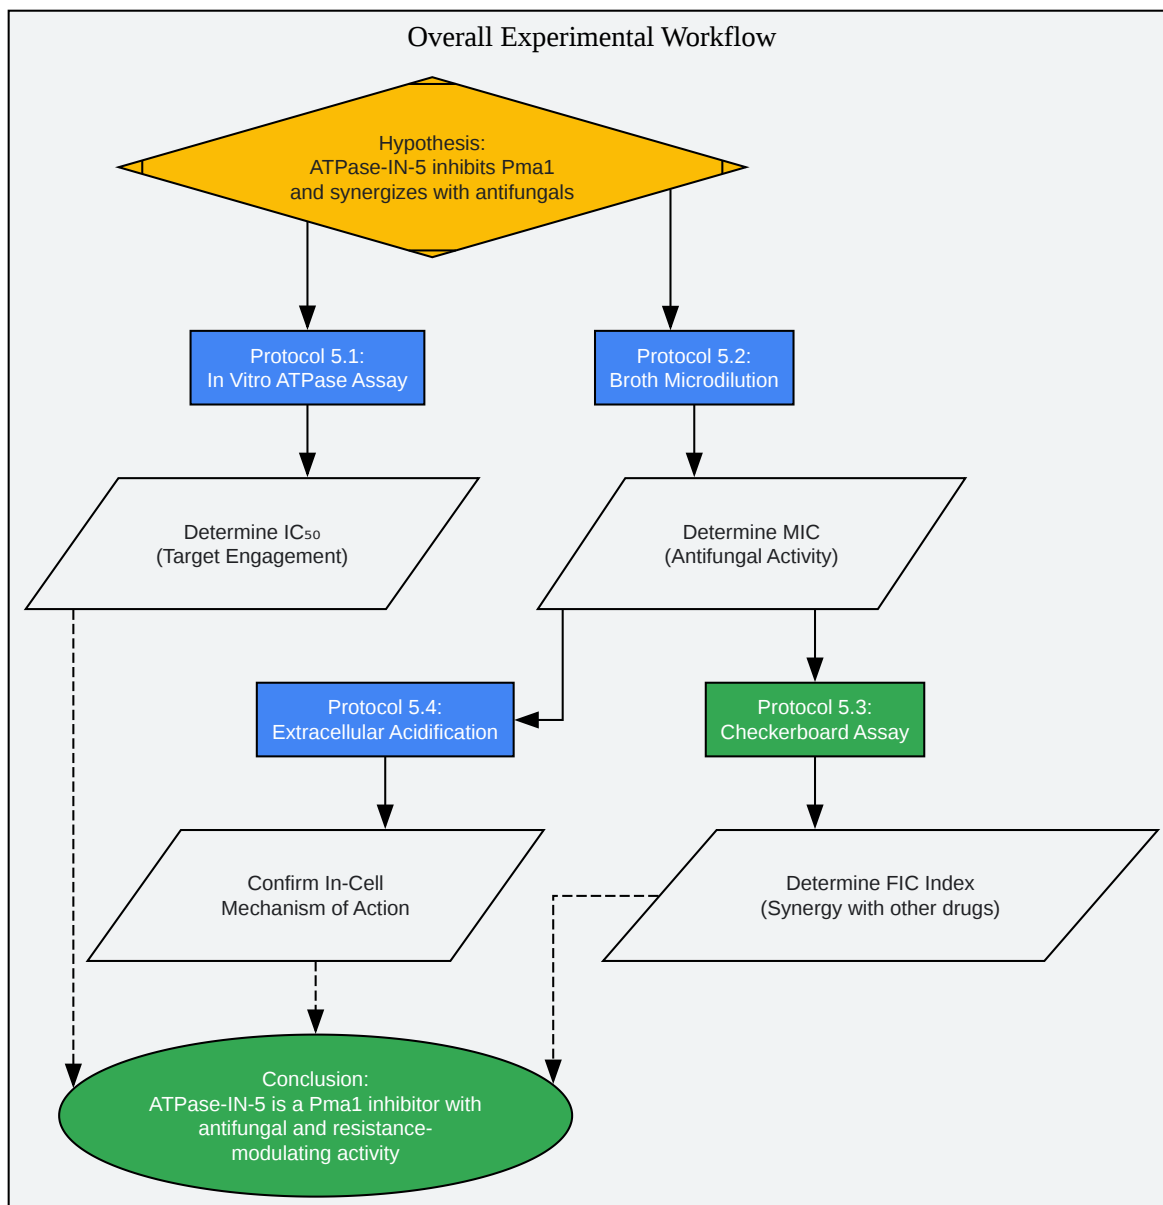 Overall Experimental Workflow
Hypothesis:
ATPase-IN-5 inhibits Pma1
and synergizes with antifungals
Protocol 5.1:
In Vitro ATPase Assay
Protocol 5.2:
Broth Microdilution
Determine IC₅₀
(Target Engagement)
Determine MIC
(Antifungal Activity)
Protocol 5.4:
Extracellular Acidification
Protocol 5.3:
Checkerboard Assay
Confirm In-Cell
Mechanism of Action
Determine FIC Index
(Synergy with other drugs)
Conclusion:
ATPase-IN-5 is a Pma1 inhibitor with
antifungal and resistance-
modulating activity